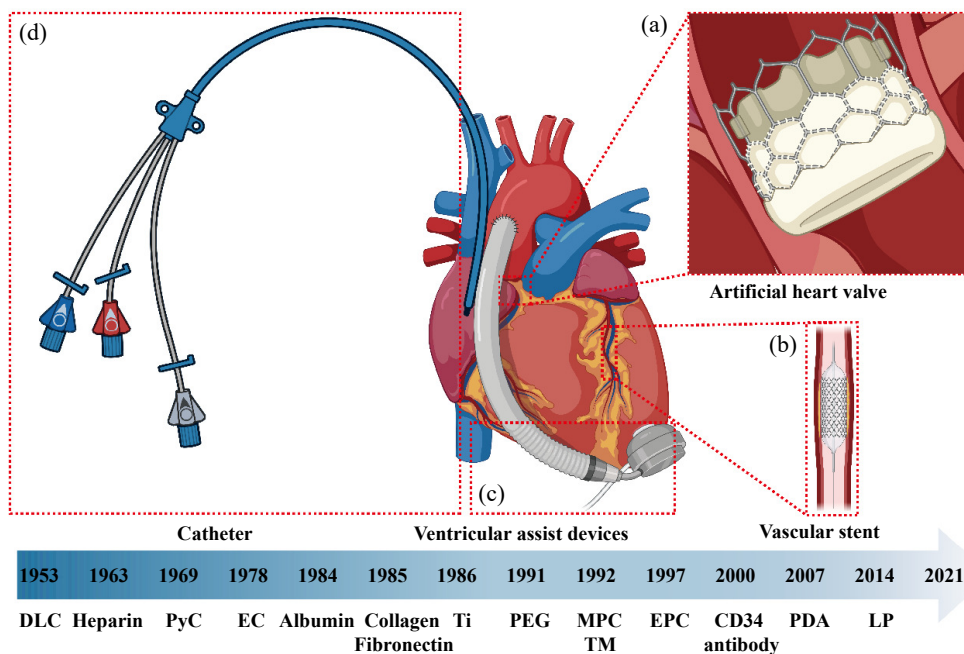 (d)
(a)
Artificial heart valve
(b)
(c)
Catheter
Ventricular assist devices
Vascular stent
1953 1963 1969 1978 1984 1985 1986 1991 1992 1997 2000 2007 2014 2021
DLC Heparin PyC EC Albumin Collagen Ti PEG MPC EPC CD34 PDA LP
Fibronectin TM antibody